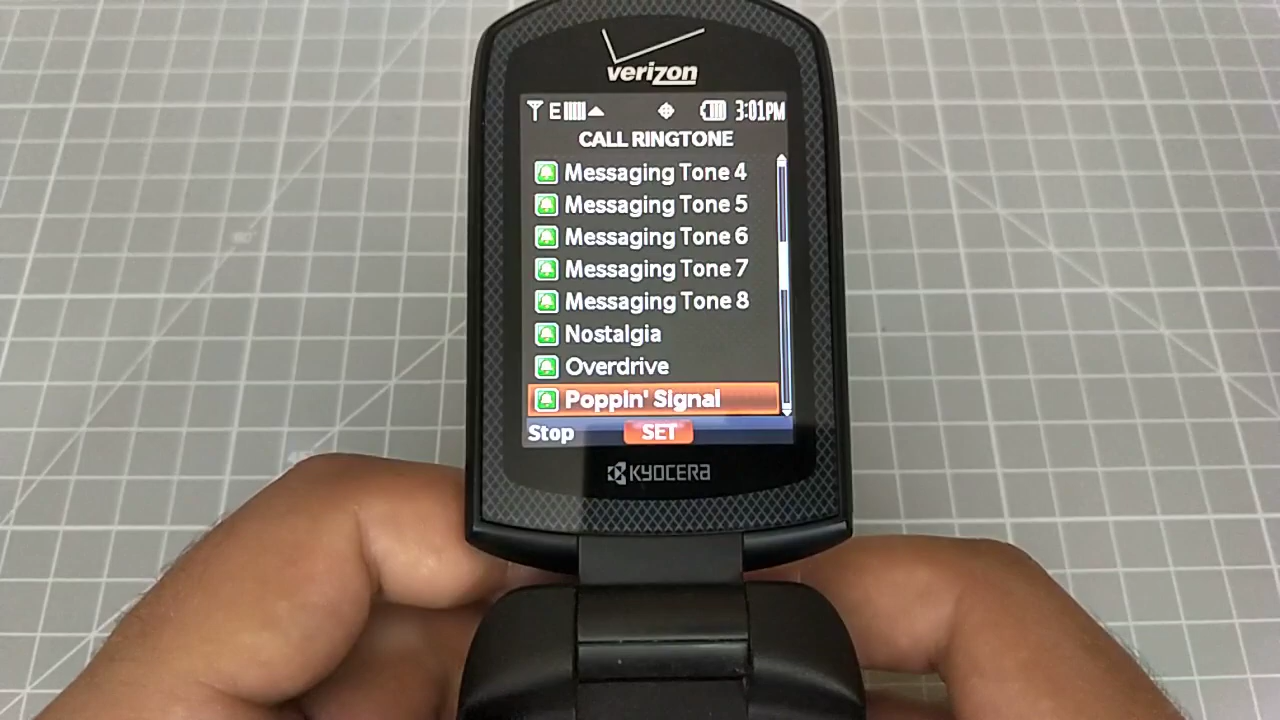 verizon
E 3:01PM
CALL RINGTONE
Messaging Tone 4
Messaging Tone 5
Messaging Tone 6
Messaging Tone 7
Messaging Tone 8
Nostalgia
Overdrive
Poppin' Signal
Stop SET
KYOCERA